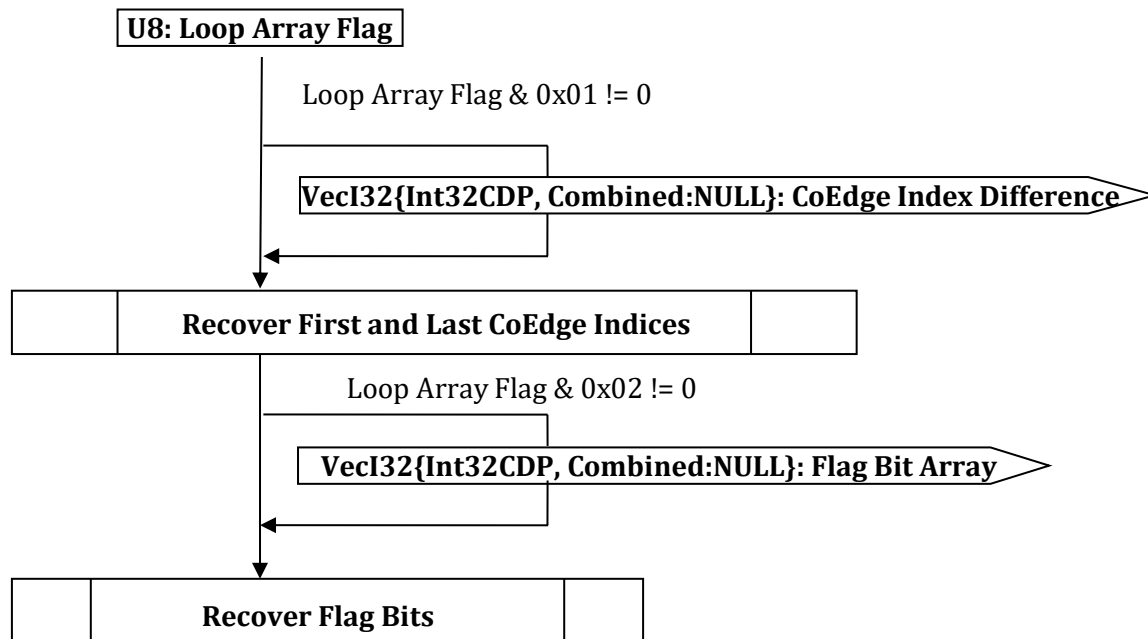 U8: Loop Array Flag
Loop Array Flag & 0x01 != 0
VecI32{Int32CDP, Combined:NULL}: CoEdge Index Difference
Recover First and Last CoEdge Indices
Loop Array Flag & 0x02 != 0
VecI32{Int32CDP, Combined:NULL}: Flag Bit Array
Recover Flag Bits